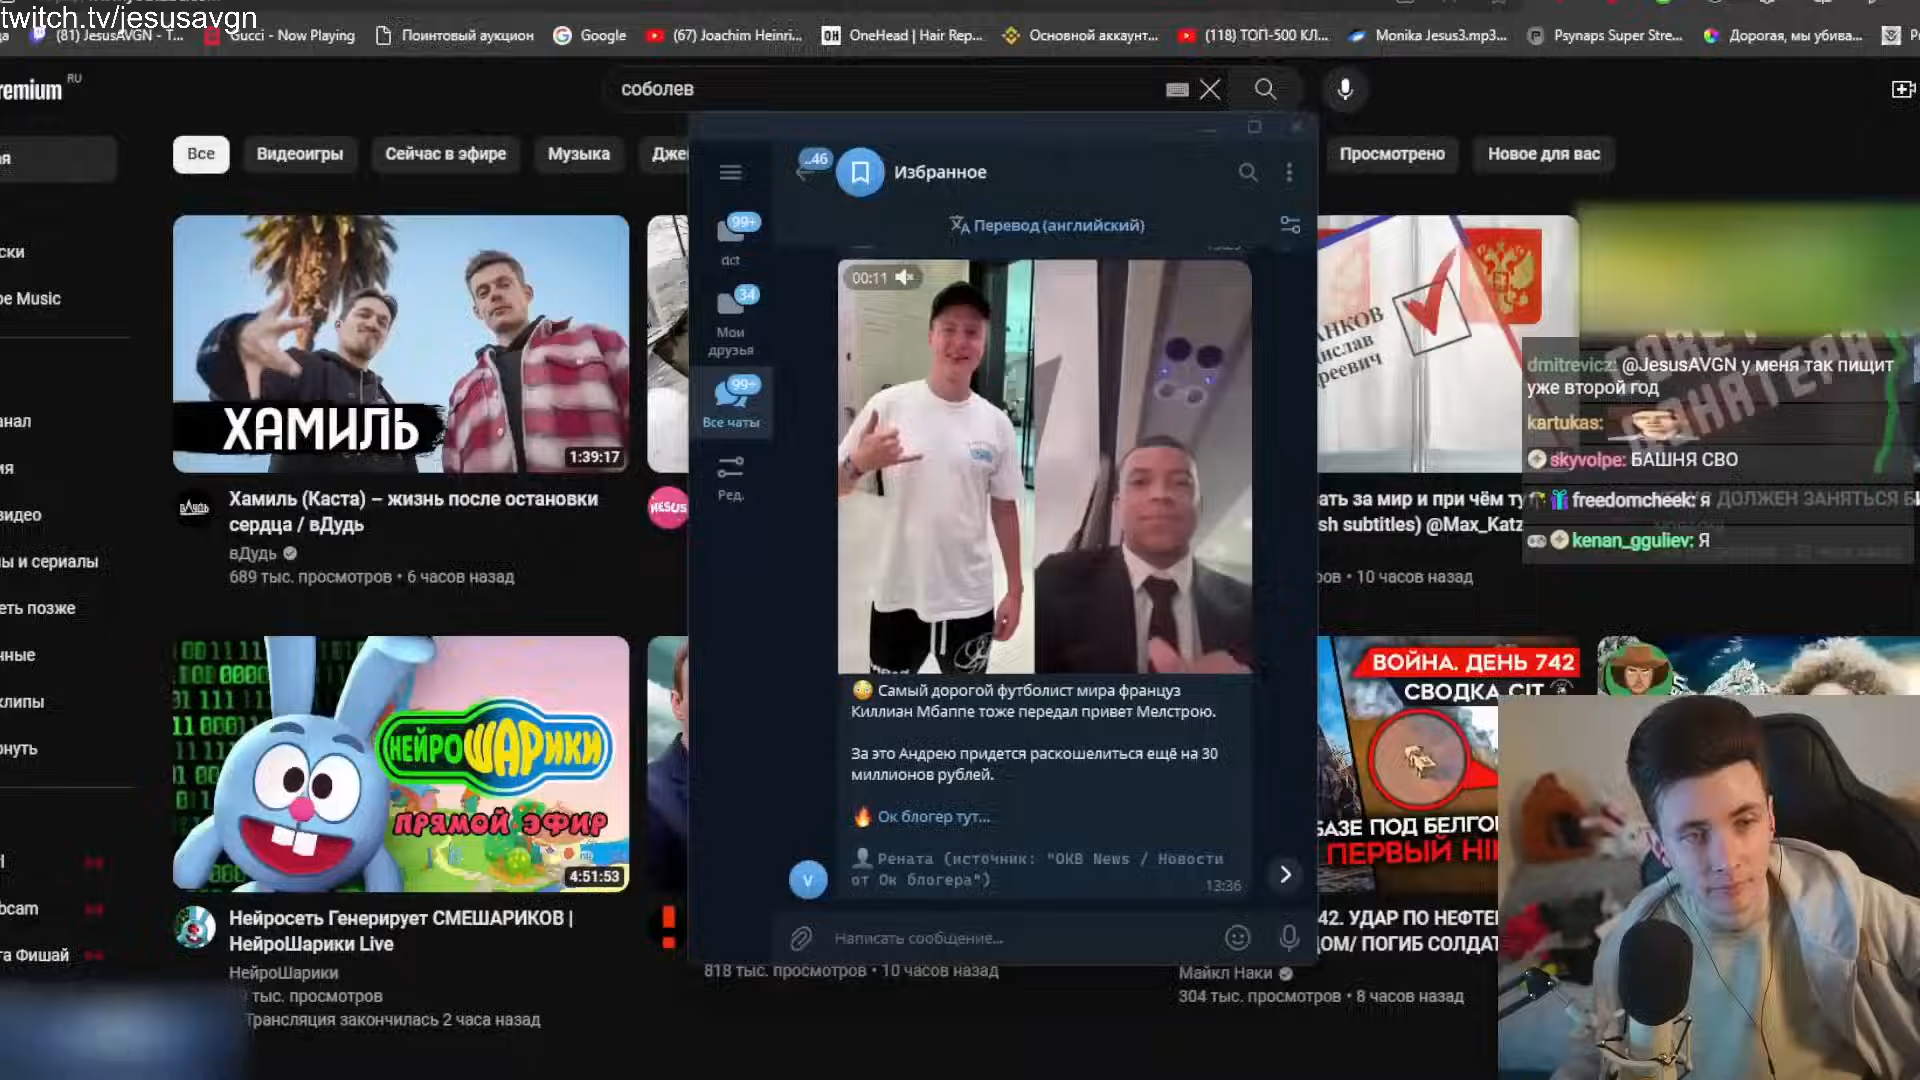 twitch.tv/jesusavgn
(81) JesusAVGN - T...
Gucci - Now Playing
Поинтовый аукцион
Google
(67) Joachim Heinri...
OneHead | Hair Rep...
Основной аккаунт...
(118) ТОП-500 КЛ...
Monika Jesus3.mp3...
Psynaps Super Stre...
Дорогая, мы убива...
remium RU
соболев
Все
Видеоигры
Сейчас в эфире
Музыка
Дже
Просмотрено
Новое для вас
..46
Избранное
Перевод (английский)
99+
dct
34
Мои
друзья
99+
Все чаты
Ред.
00:11
ХАМИЛЬ
1:39:17
Хамиль (Каста) – жизнь после остановки
сердца / вДудь
вДудь
689 тыс. просмотров • 6 часов назад
НЕЙРОШАРИКИ
ПРЯМОЙ ЭФИР
4:51:53
Нейросеть Генерирует СМЕШАРИКОВ |
НейроШарики Live
НейроШарики
тыс. просмотров
Трансляция закончилась 2 часа назад
😳 Самый дорогой футболист мира француз
Киллиан Мбаппе тоже передал привет Мелстрою.
За это Андрею придется раскошелиться ещё на 30
миллионов рублей.
🔥 Ок блогер тут...
Рената (источник: "OKB News / Новости
от Ок блогера")
13:36
V
Написать сообщение...
818 тыс. просмотров • 10 часов назад
АНКОВ
ислав
реевич
ать за мир и при чём ту
sh subtitles) @Max_Katz
ров • 10 часов назад
dmitrevicz: @JesusAVGN у меня так пищит
уже второй год
kartukas:
skyvolpe: БАШНЯ СВО
freedomcheek: я ДОЛЖЕН ЗАНЯТЬСЯ Б
kenan_gguliev: Я
ВОЙНА. ДЕНЬ 742
СВОДКА CIT
БАЗЕ ПОД БЕЛГО
ПЕРВЫЙ
42. УДАР ПО НЕФТЕ
ДОМ/ ПОГИБ СОЛДАТ
Майкл Наки
304 тыс. просмотров • 8 часов назад
я
ски
be Music
анал
ия
видео
ы и сериалы
еть позже
нные
клипы
рнуть
bcam
га Фишай